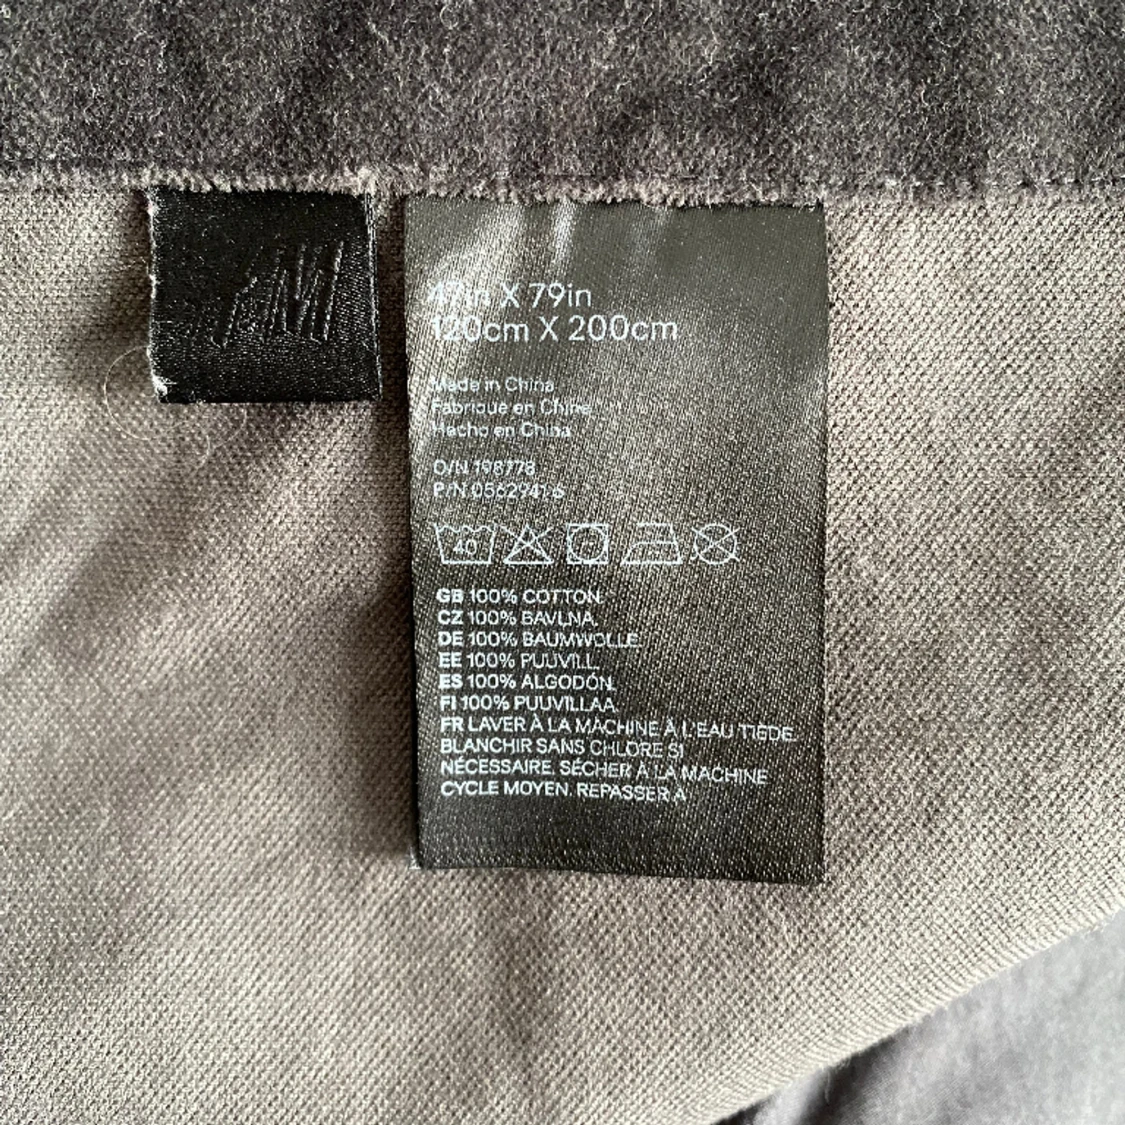 H&M
47in X 79in
120cm X 200cm
Made in China
Fabriqué en Chine
Hecho en China
O/N 198778
P/N
40
GB 100% COTTON.
CZ 100% BAVLNA.
DE 100% BAUMWOLLE.
EE 100% PUUVILL.
ES 100% ALGODÓN.
FI 100% PUUVILLAA.
FR LAVER À LA MACHINE À L'EAU TIÈDE.
BLANCHIR SANS CHLORE SI
NÉCESSAIRE. SÉCHER À LA MACHINE
CYCLE MOYEN. REPASSER À